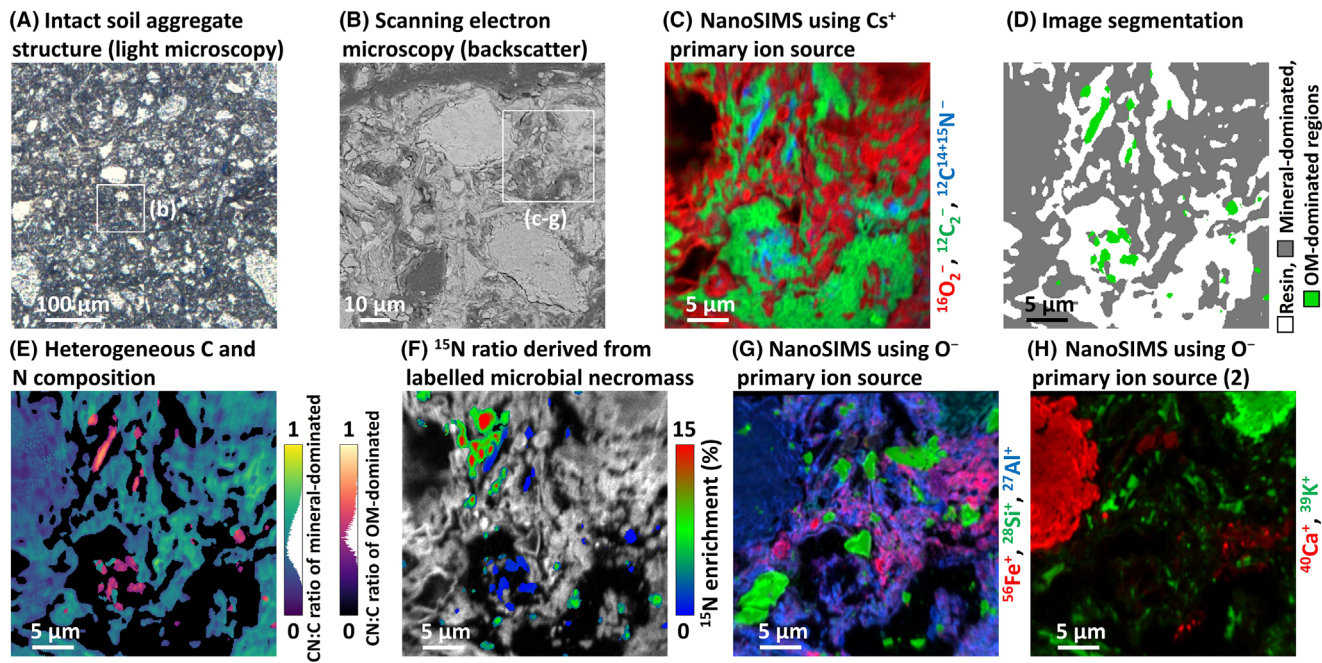 (A) Intact soil aggregate
structure (light microscopy)
(b)
100 µm
(B) Scanning electron
microscopy (backscatter)
(c-g)
10 µm
(C) NanoSIMS using Cs⁺
primary ion source
5 µm
¹⁶O₂⁻, ¹²C₂⁻, ¹²C¹⁴⁺¹⁵N⁻
(D) Image segmentation
5 µm
Resin, Mineral-dominated,
OM-dominated regions
(E) Heterogeneous C and
N composition
5 µm
1
0
CN:C ratio of mineral-dominated
1
0
CN:C ratio of OM-dominated
(F) ¹⁵N ratio derived from
labelled microbial necromass
5 µm
15
0
¹⁵N enrichment (%)
(G) NanoSIMS using O⁻
primary ion source
5 µm
⁵⁶Fe⁺, ²⁸Si⁺, ²⁷Al⁺
(H) NanoSIMS using O⁻
primary ion source (2)
5 µm
⁴⁰Ca⁺, ³⁹K⁺